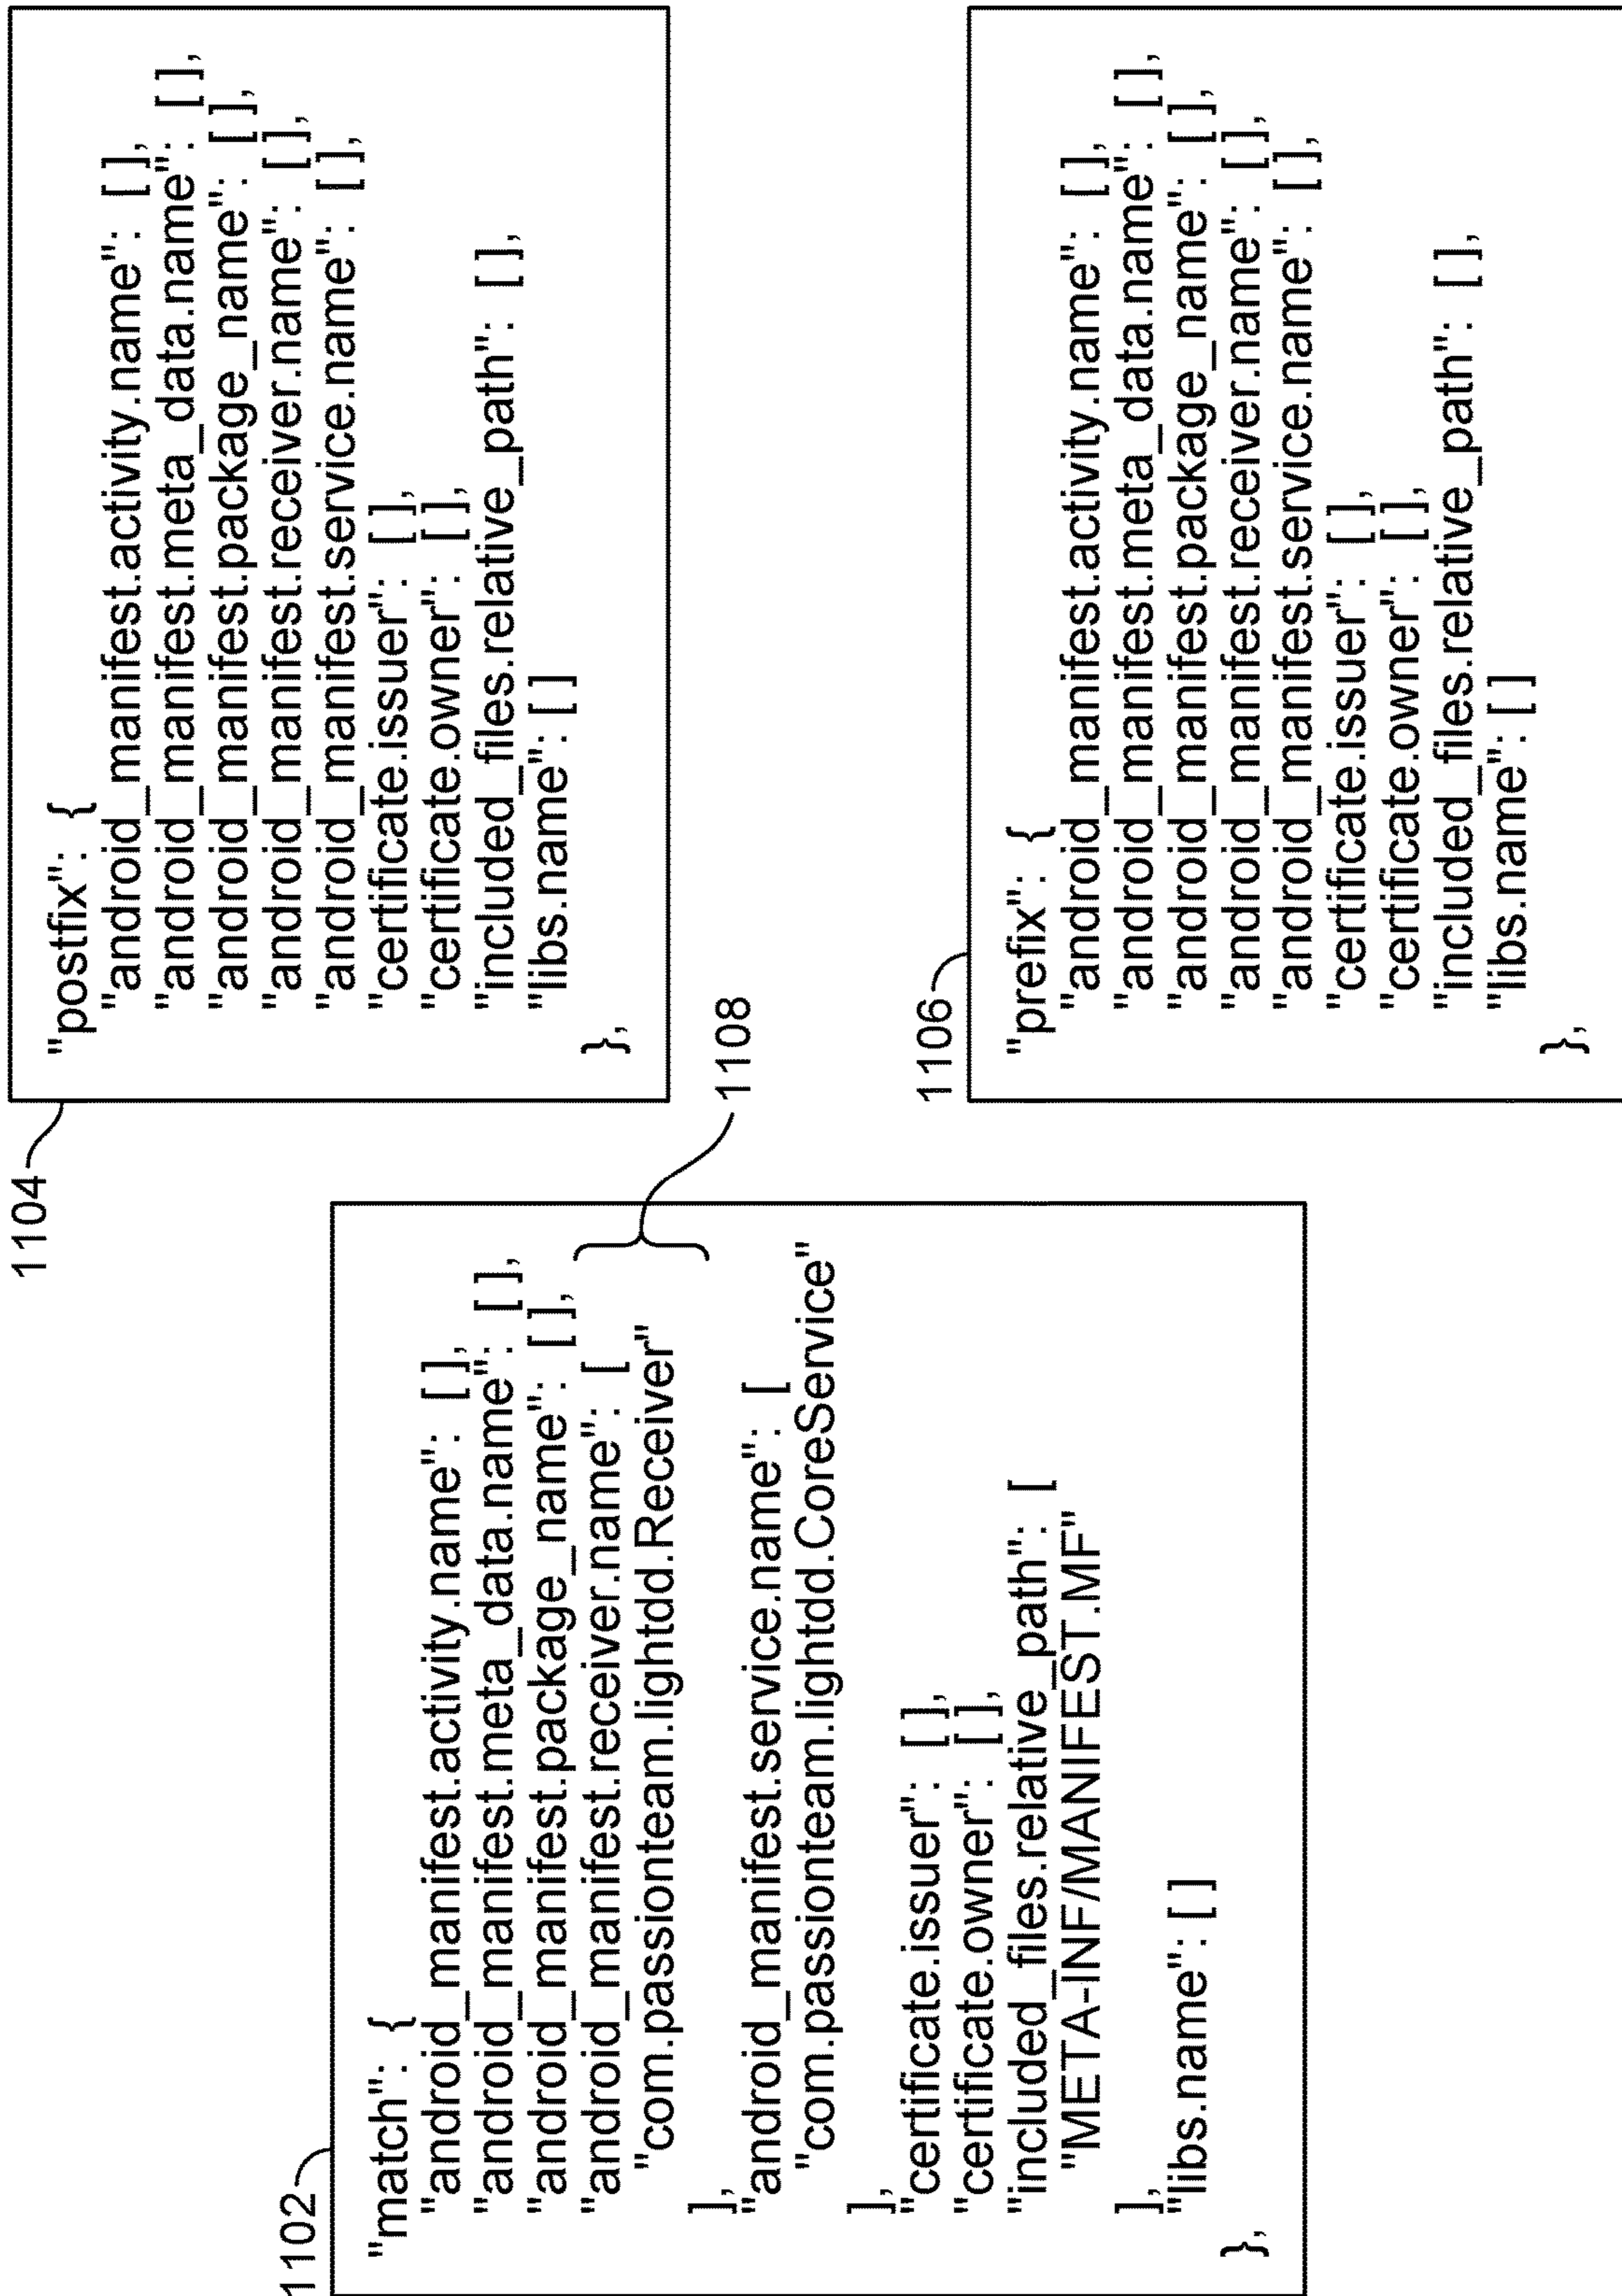 1102
"match": {
"android_manifest.activity.name": [ ],
"android_manifest.meta_data.name": [ ],
"android_manifest.package_name": [ ],
"android_manifest.receiver.name": [
"com.passionteam.lightdd.Receiver"
],
"android_manifest.service.name": [
"com.passionteam.lightdd.CoreService"
],
"certificate.issuer": [ ],
"certificate.owner": [ ],
"included_files.relative_path": [
"META-INF/MANIFEST.MF"
],
"libs.name": [ ]
},
1104
"postfix": {
"android_manifest.activity.name": [ ],
"android_manifest.meta_data.name": [ ],
"android_manifest.package_name": [ ],
"android_manifest.receiver.name": [ ],
"android_manifest.service.name": [ ],
"certificate.issuer": [ ],
"certificate.owner": [ ],
"included_files.relative_path": [ ],
"libs.name": [ ]
},
1108
1106
"prefix": {
"android_manifest.activity.name": [ ],
"android_manifest.meta_data.name": [ ],
"android_manifest.package_name": [ ],
"android_manifest.receiver.name": [ ],
"android_manifest.service.name": [ ],
"certificate.issuer": [ ],
"certificate.owner": [ ],
"included_files.relative_path": [ ],
"libs.name": [ ]
},